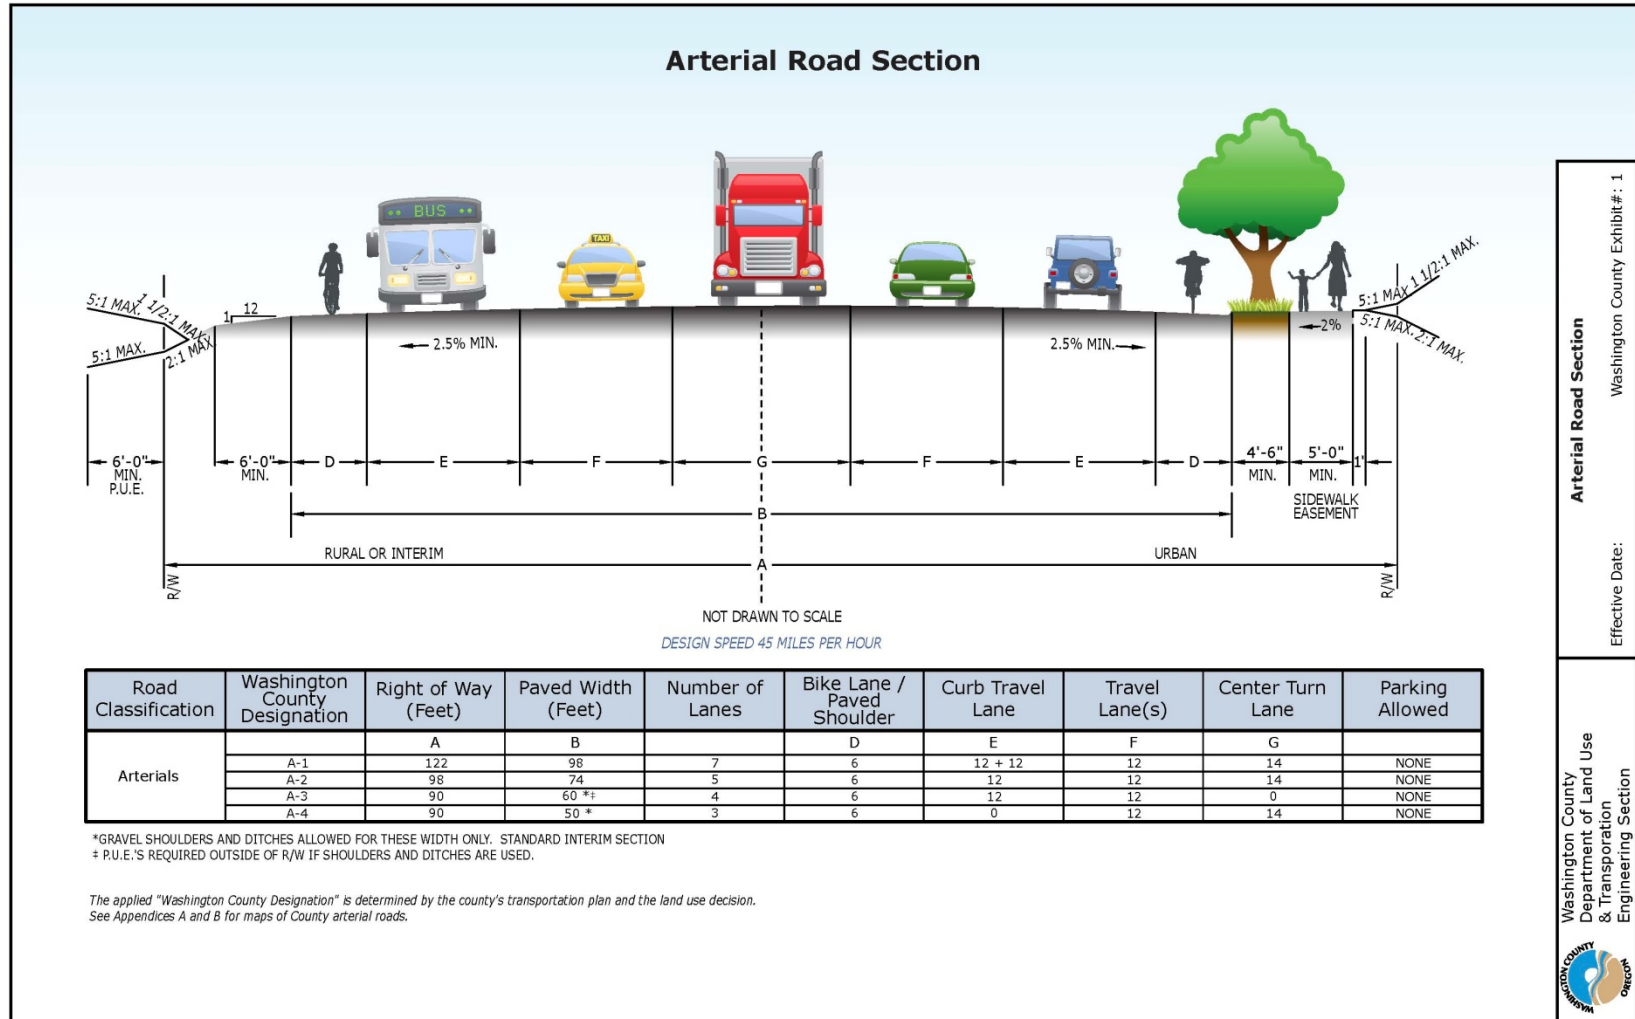 Arterial Road Section
BUS
TAXI
5:1 MAX.
1 1/2:1 MAX.
5:1 MAX.
2:1 MAX.
1
12
2.5% MIN.
2.5% MIN.
2%
5:1 MAX.
1 1/2:1 MAX.
5:1 MAX.
2:1 MAX.
6'-0" MIN. P.U.E.
6'-0" MIN.
D
E
F
G
F
E
D
4'-6" MIN.
5'-0" MIN.
1'
SIDEWALK
EASEMENT
B
RURAL OR INTERIM
URBAN
A
R/W
R/W
NOT DRAWN TO SCALE
DESIGN SPEED 45 MILES PER HOUR
Road Classification Washington County Designation Right of Way (Feet) Paved Width (Feet) Number of Lanes Bike Lane / Paved Shoulder Curb Travel Lane Travel Lane(s) Center Turn Lane Parking Allowed
A B D E F G
Arterials
A-1 122 98 7 6 12 + 12 12 14 NONE
A-2 98 74 5 6 12 12 14 NONE
A-3 90 60 *‡ 4 6 12 12 0 NONE
A-4 90 50 * 3 6 0 12 14 NONE
*GRAVEL SHOULDERS AND DITCHES ALLOWED FOR THESE WIDTH ONLY. STANDARD INTERIM SECTION
‡ P.U.E.'S REQUIRED OUTSIDE OF R/W IF SHOULDERS AND DITCHES ARE USED.
The applied "Washington County Designation" is determined by the county's transportation plan and the land use decision.
See Appendices A and B for maps of County arterial roads.
Arterial Road Section
Effective Date: Washington County Exhibit#: 1
Washington County
Department of Land Use
& Transporation
Engineering Section
WASHINGTON COUNTY
OREGON